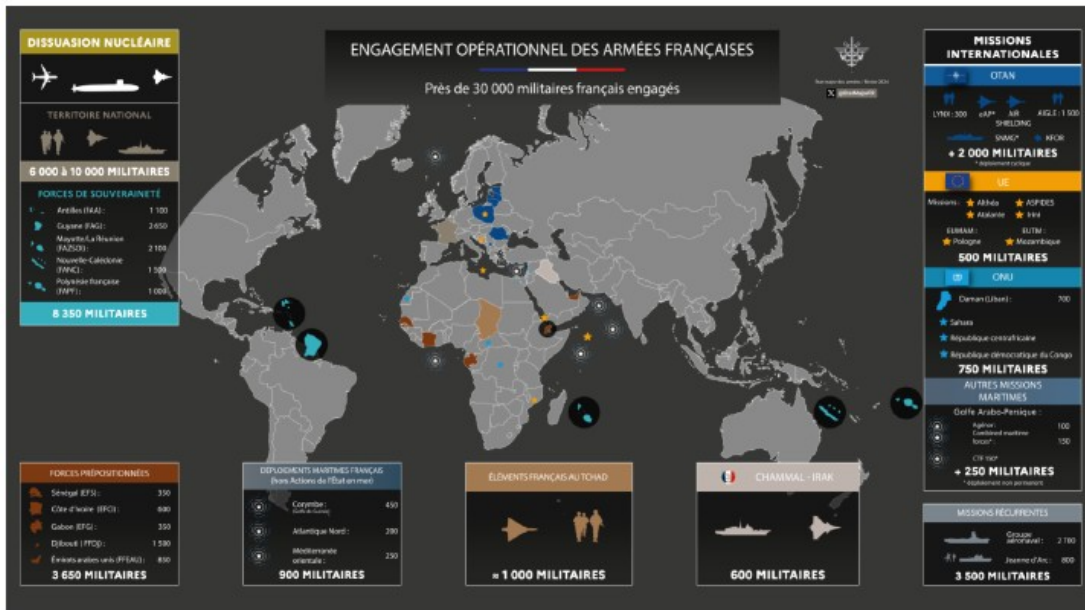 ENGAGEMENT OPÉRATIONNEL DES ARMÉES FRANÇAISES
Près de 30 000 militaires français engagés
DISSUASION NUCLÉAIRE
TERRITOIRE NATIONAL
6 000 à 10 000 MILITAIRES
FORCES DE SOUVERAINETÉ
Antilles (FAA) : 1 100
Guyane (FAG) : 2 650
Mayotte/La Réunion
(FAZSOI) : 2 100
Nouvelle-Calédonie
(FANC) : 1 500
Polynésie française
(FAPF) : 1 000
8 350 MILITAIRES
FORCES PRÉPOSITIONNÉES
Sénégal (EFS) : 350
Côte d'Ivoire (FFCI) : 600
Gabon (EFG) : 350
Djibouti (FFDJ) : 1 500
Émirats arabes unis (FFEAU) : 850
3 650 MILITAIRES
DÉPLOIEMENTS MARITIMES FRANÇAIS
(hors Actions de l'État en mer)
Corymbe : 450
(Golfe de Guinée)
Atlantique Nord : 200
Méditerranée
orientale : 250
900 MILITAIRES
ÉLÉMENTS FRANÇAIS AU TCHAD
≈ 1 000 MILITAIRES
CHAMMAL - IRAK
600 MILITAIRES
MISSIONS
INTERNATIONALES
OTAN
LYNX : 300 eAP* AIR AIGLE : 1 500
SHIELDING
SNMG* KFOR
+ 2 000 MILITAIRES
* déploiement cyclique
UE
Missions : Althéa ASPIDES
Atalante Irini
EUMAM : EUTM :
Pologne Mozambique
500 MILITAIRES
ONU
Daman (Liban) : 700
Sahara
République centrafricaine
République démocratique du Congo
750 MILITAIRES
AUTRES MISSIONS
MARITIMES
Golfe Arabo-Persique :
Agénor : 100
Combined maritime
forces* : 150
CTF 150*
+ 250 MILITAIRES
* déploiement non permanent
MISSIONS RÉCURRENTES
Groupe
aéronaval : 2 700
Jeanne d'Arc : 800
3 500 MILITAIRES